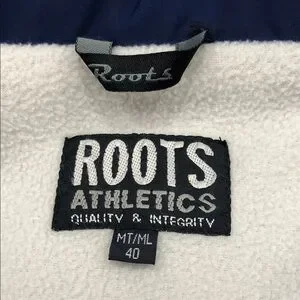 Roots
ROOTS
ATHLETICS
QUALITY & INTEGRITY
MT/ML
40